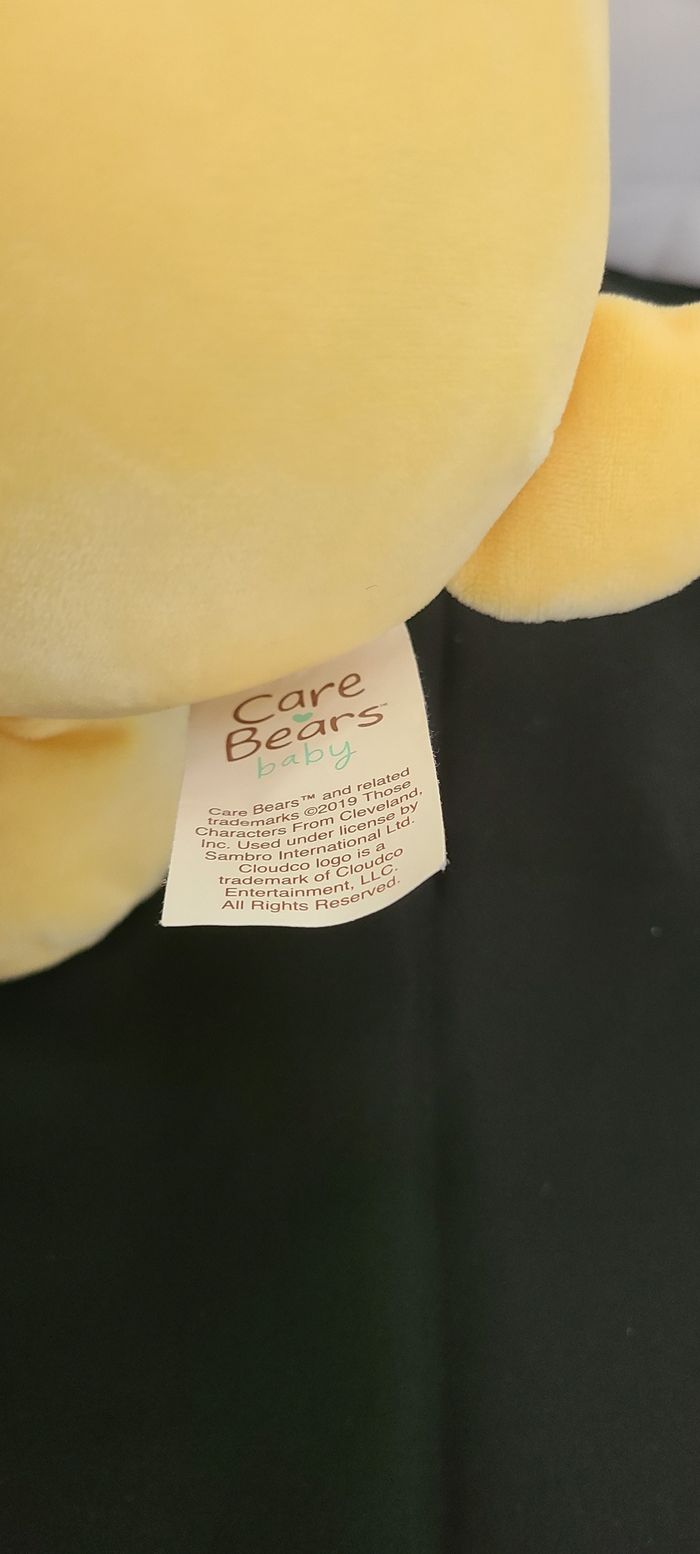 Care
Bears™
baby
Care Bears™ and related
trademarks ©2019 Those
Characters From Cleveland,
Inc. Used under license by
Sambro International Ltd.
Cloudco logo is a
trademark of Cloudco
Entertainment, LLC.
All Rights Reserved.